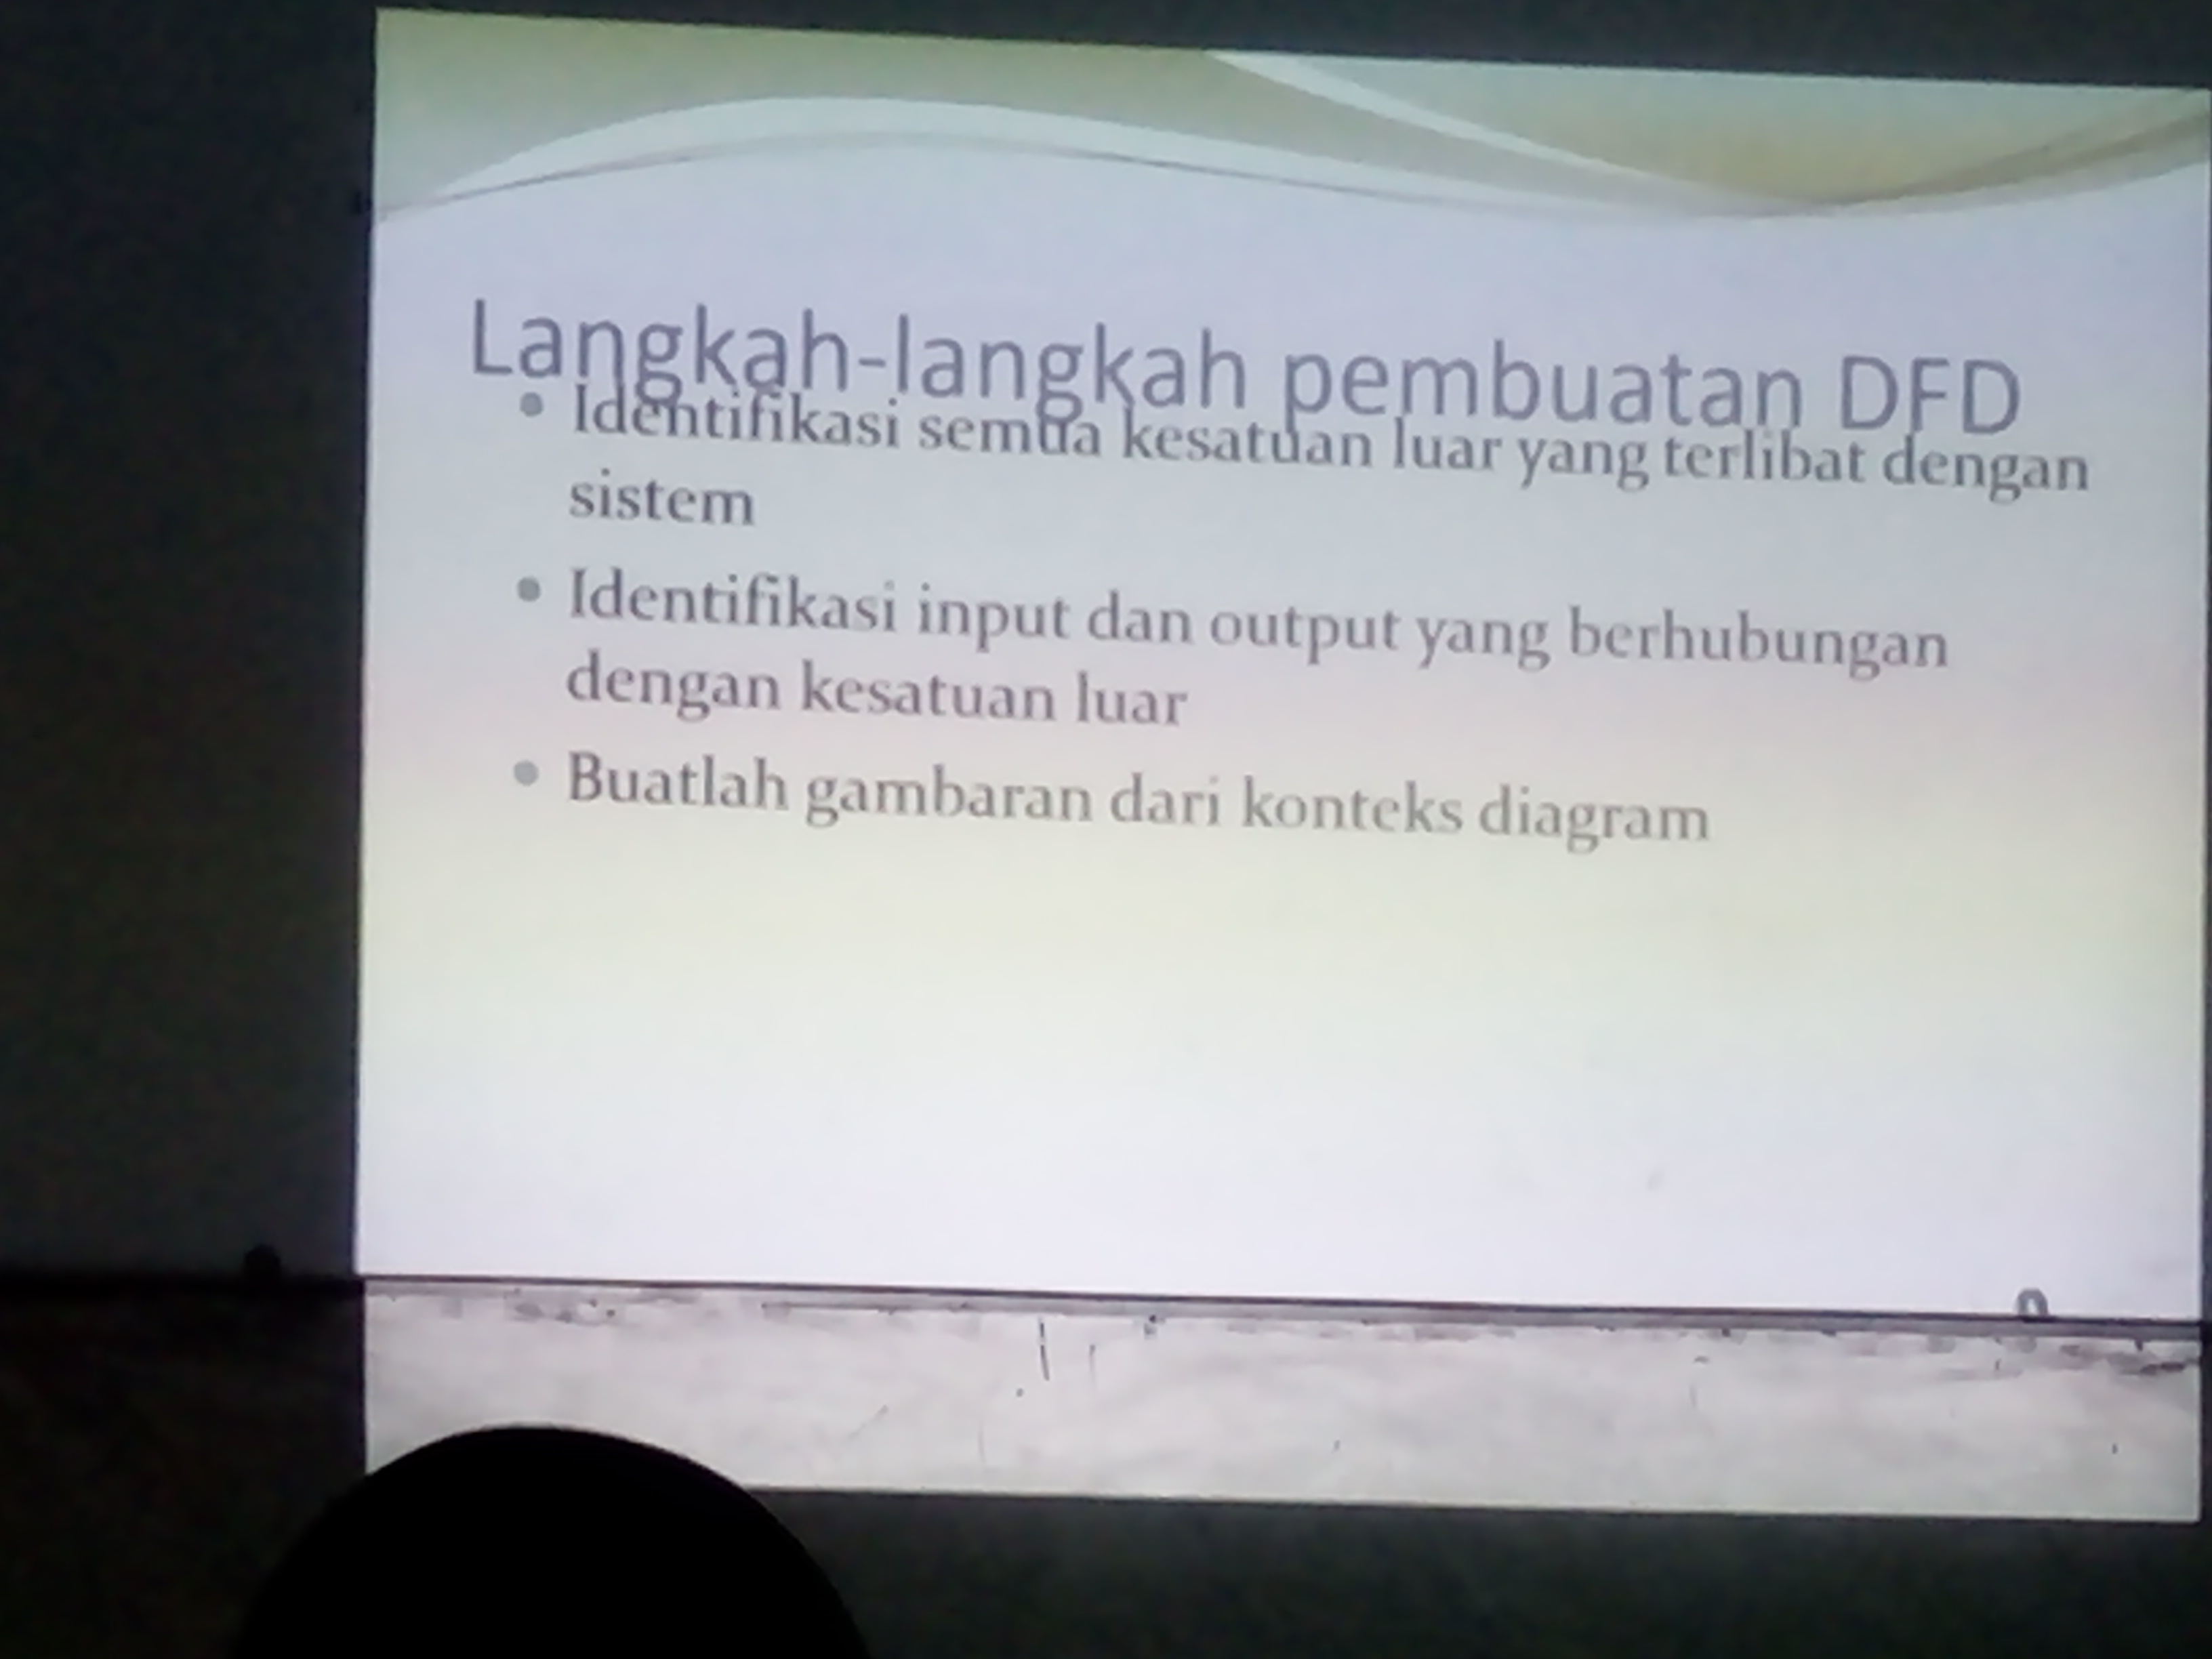 Langkah-langkah pembuatan DFD
• Identifikasi semua kesatuan luar yang terlibat dengan
sistem
• Identifikasi input dan output yang berhubungan
dengan kesatuan luar
• Buatlah gambaran dari konteks diagram